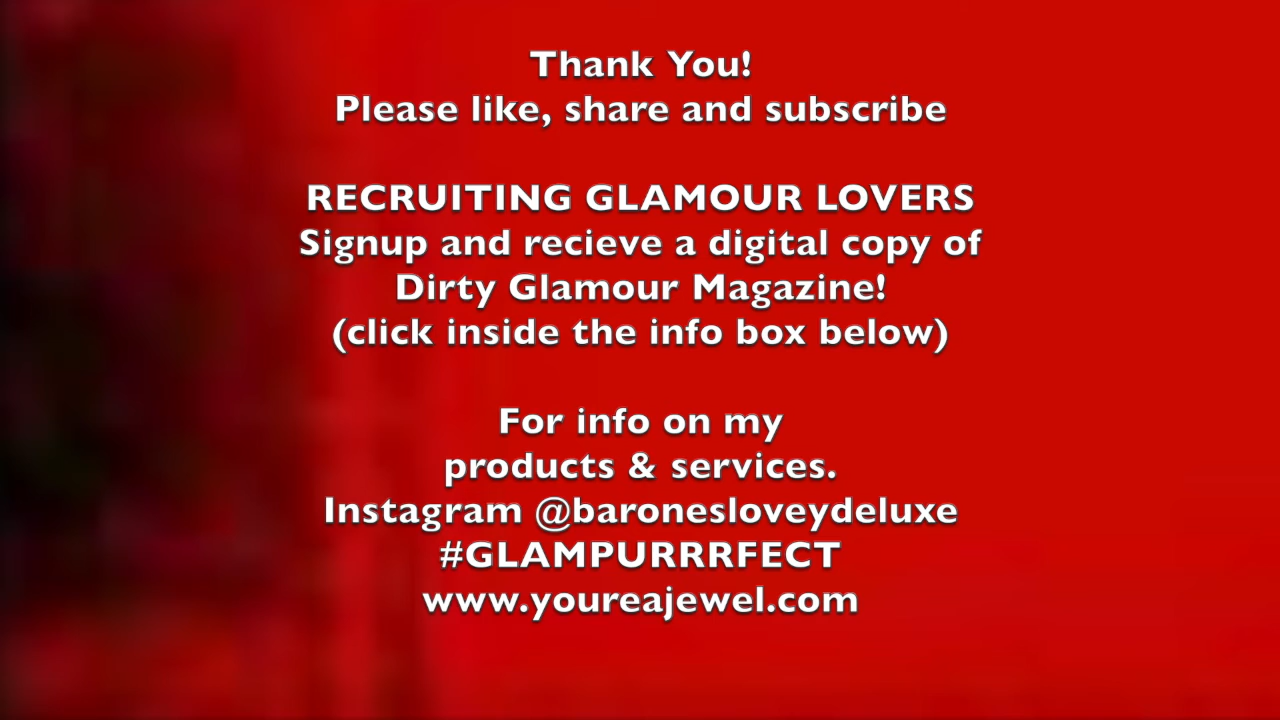 Thank You!
Please like, share and subscribe
RECRUITING GLAMOUR LOVERS
Signup and recieve a digital copy of
Dirty Glamour Magazine!
(click inside the info box below)
For info on my
products & services.
Instagram @baronesloveydeluxe
#GLAMPURRRFECT
www.youreajewel.com